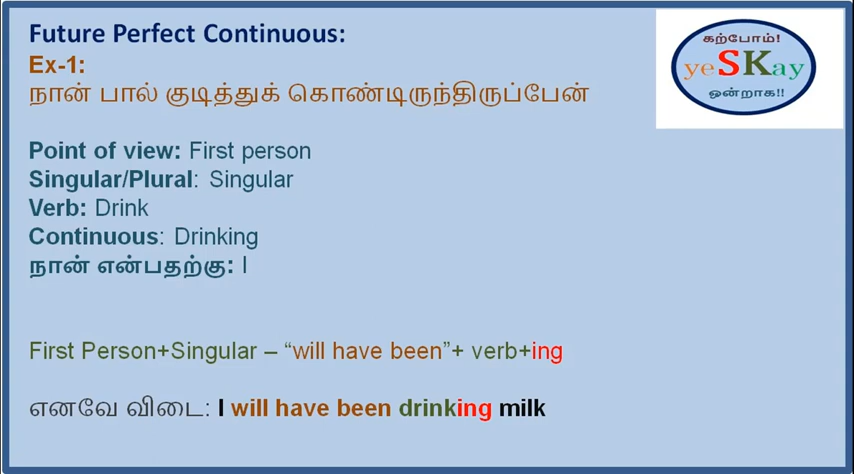 Future Perfect Continuous:
Ex-1:
நான் பால் குடித்துக் கொண்டிருந்திருப்பேன்
கற்போம்!
yeSKay
ஒன்றாக!!
Point of view: First person
Singular/Plural: Singular
Verb: Drink
Continuous: Drinking
நான் என்பதற்கு: I
First Person+Singular – “will have been”+ verb+ing
எனவே விடை: I will have been drinking milk